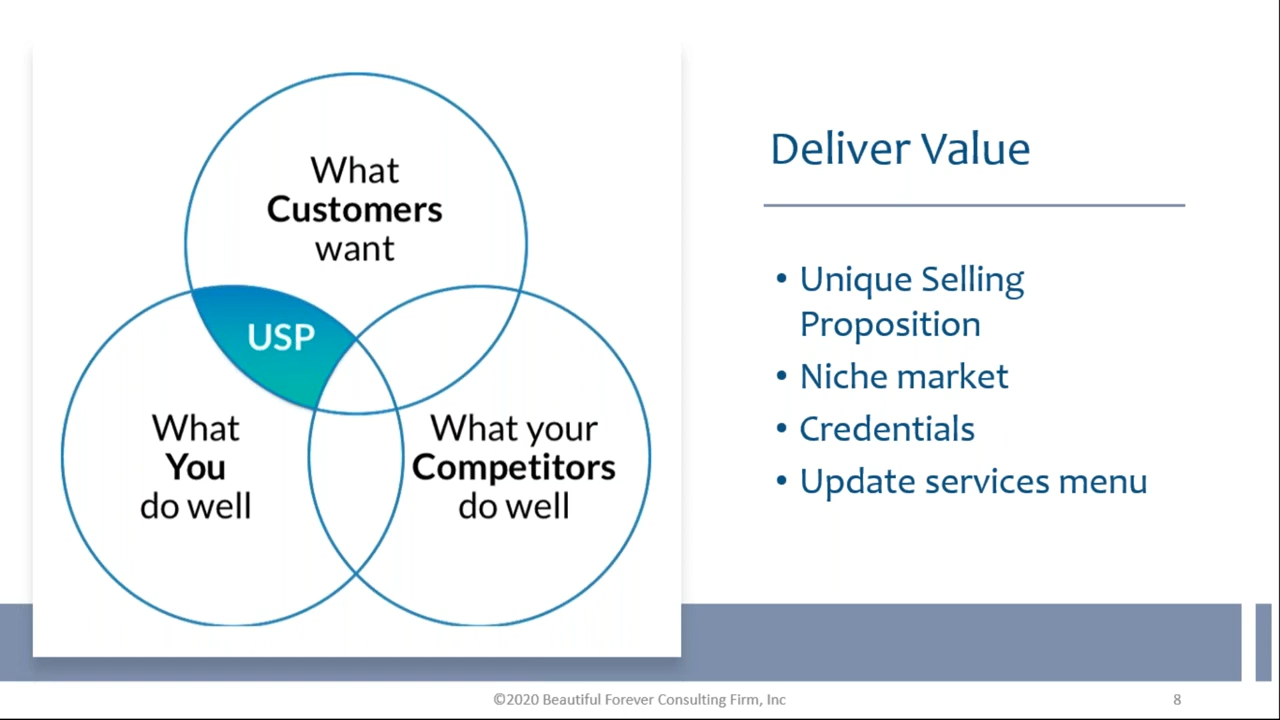 What
Customers
want
USP
What
You
do well
What your
Competitors
do well
Deliver Value
• Unique Selling
Proposition
• Niche market
• Credentials
• Update services menu
©2020 Beautiful Forever Consulting Firm, Inc
8